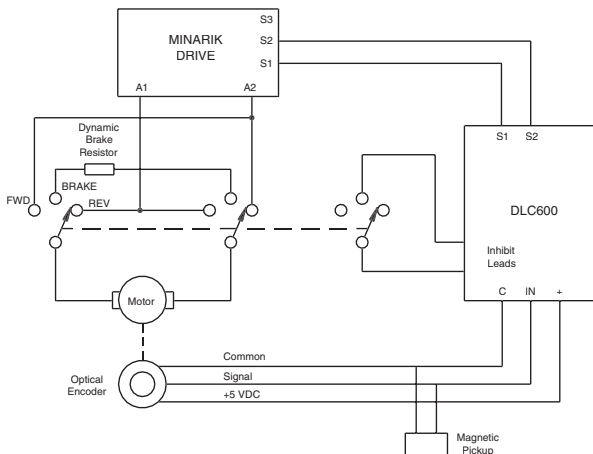 S3
MINARIK
DRIVE
S2
S1
A1
A2
Dynamic
Brake
Resistor
S1
S2
BRAKE
FWD
REV
DLC600
Inhibit
Leads
C
IN
+
Motor
Common
Optical
Encoder
Signal
+5 VDC
Magnetic
Pickup